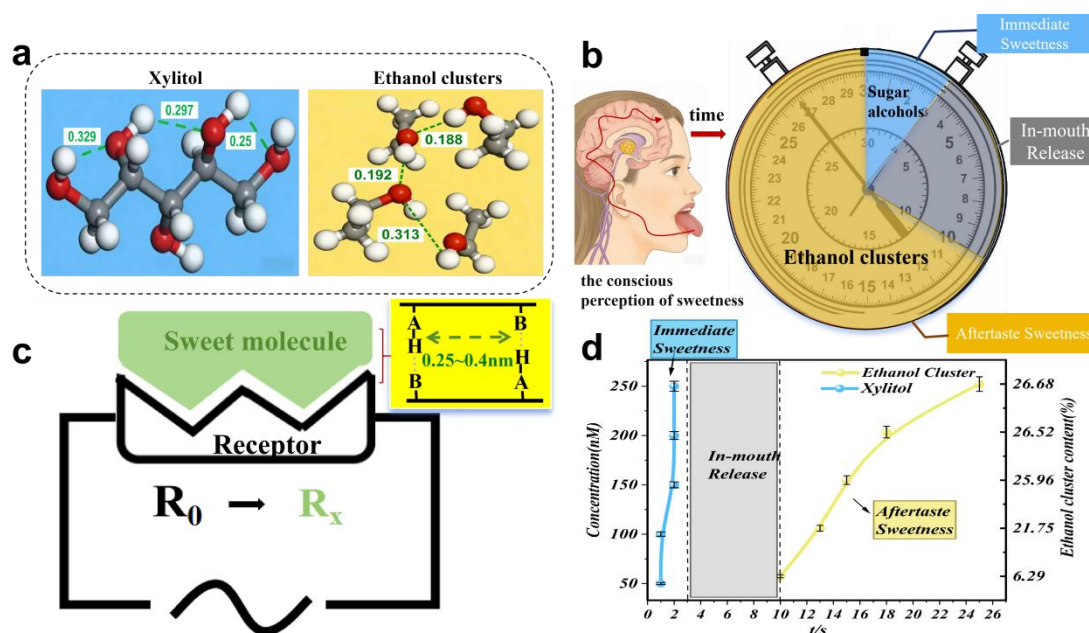 a
Xylitol
0.329
0.297
0.25
Ethanol clusters
0.188
0.192
0.313
b
the conscious
perception of sweetness
time
Immediate
Sweetness
In-mouth
Release
Aftertaste Sweetness
Sugar
alcohols
Ethanol clusters
c
Sweet molecule
Receptor
R0 → Rx
A
H
B
B
H
A
0.25~0.4nm
d
Immediate
Sweetness
Ethanol Cluster
Xylitol
In-mouth
Release
Aftertaste
Sweetness
Concentration(nM)
250
200
150
100
50
26.68
26.52
25.96
21.75
6.29
Ethanol cluster content(%)
0 2 4 6 8 10 12 14 16 18 20 22 24 26
t/s